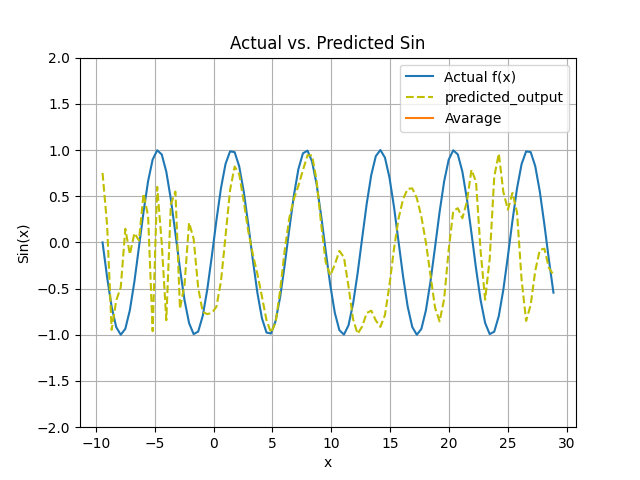 Actual vs. Predicted Sin
Actual f(x)
predicted_output
Avarage
2.0
1.5
1.0
0.5
0.0
−0.5
−1.0
−1.5
−2.0
Sin(x)
−10 −5 0 5 10 15 20 25 30
x